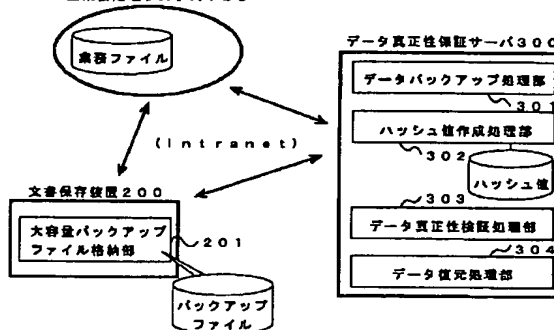 業務ファイル
(Intranet)
文書保存装置200
大容量バックアップ
ファイル格納部
201
バックアップ
ファイル
データ真正性保証サーバ300
データバックアップ処理部
301
ハッシュ値作成処理部
302
ハッシュ値
303
データ真正性検証処理部
304
データ復元処理部